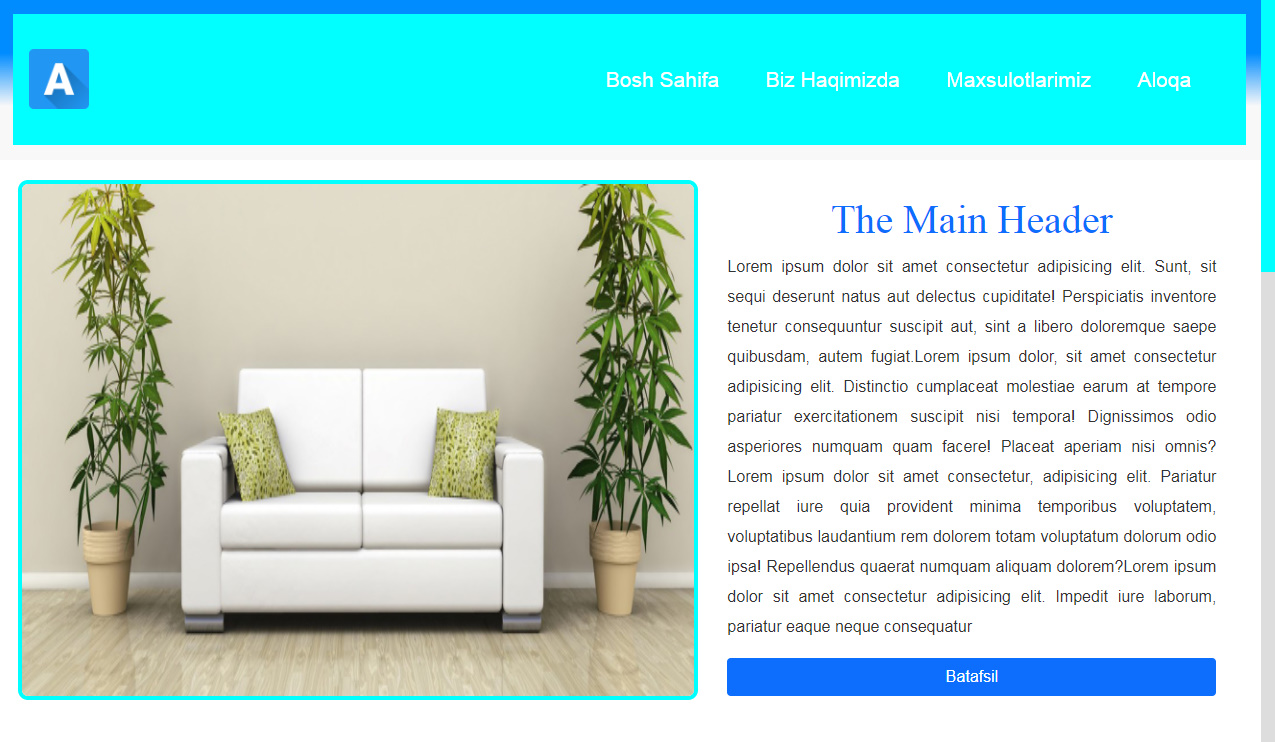 A
Bosh Sahifa Biz Haqimizda Maxsulotlarimiz Aloqa
The Main Header
Lorem ipsum dolor sit amet consectetur adipisicing elit. Sunt, sit
sequi deserunt natus aut delectus cupiditate! Perspiciatis inventore
tenetur consequuntur suscipit aut, sint a libero doloremque saepe
quibusdam, autem fugiat.Lorem ipsum dolor, sit amet consectetur
adipisicing elit. Distinctio cumplaceat molestiae earum at tempore
pariatur exercitationem suscipit nisi tempora! Dignissimos odio
asperiores numquam quam facere! Placeat aperiam nisi omnis?
Lorem ipsum dolor sit amet consectetur, adipisicing elit. Pariatur
repellat iure quia provident minima temporibus voluptatem,
voluptatibus laudantium rem dolorem totam voluptatum dolorum odio
ipsa! Repellendus quaerat numquam aliquam dolorem?Lorem ipsum
dolor sit amet consectetur adipisicing elit. Impedit iure laborum,
pariatur eaque neque consequatur
Batafsil